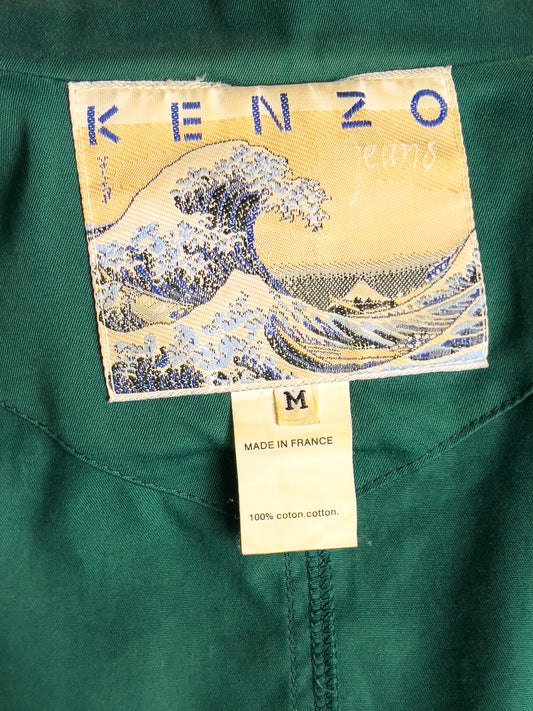 KENZO
jeans
M
MADE IN FRANCE
100% coton.cotton.